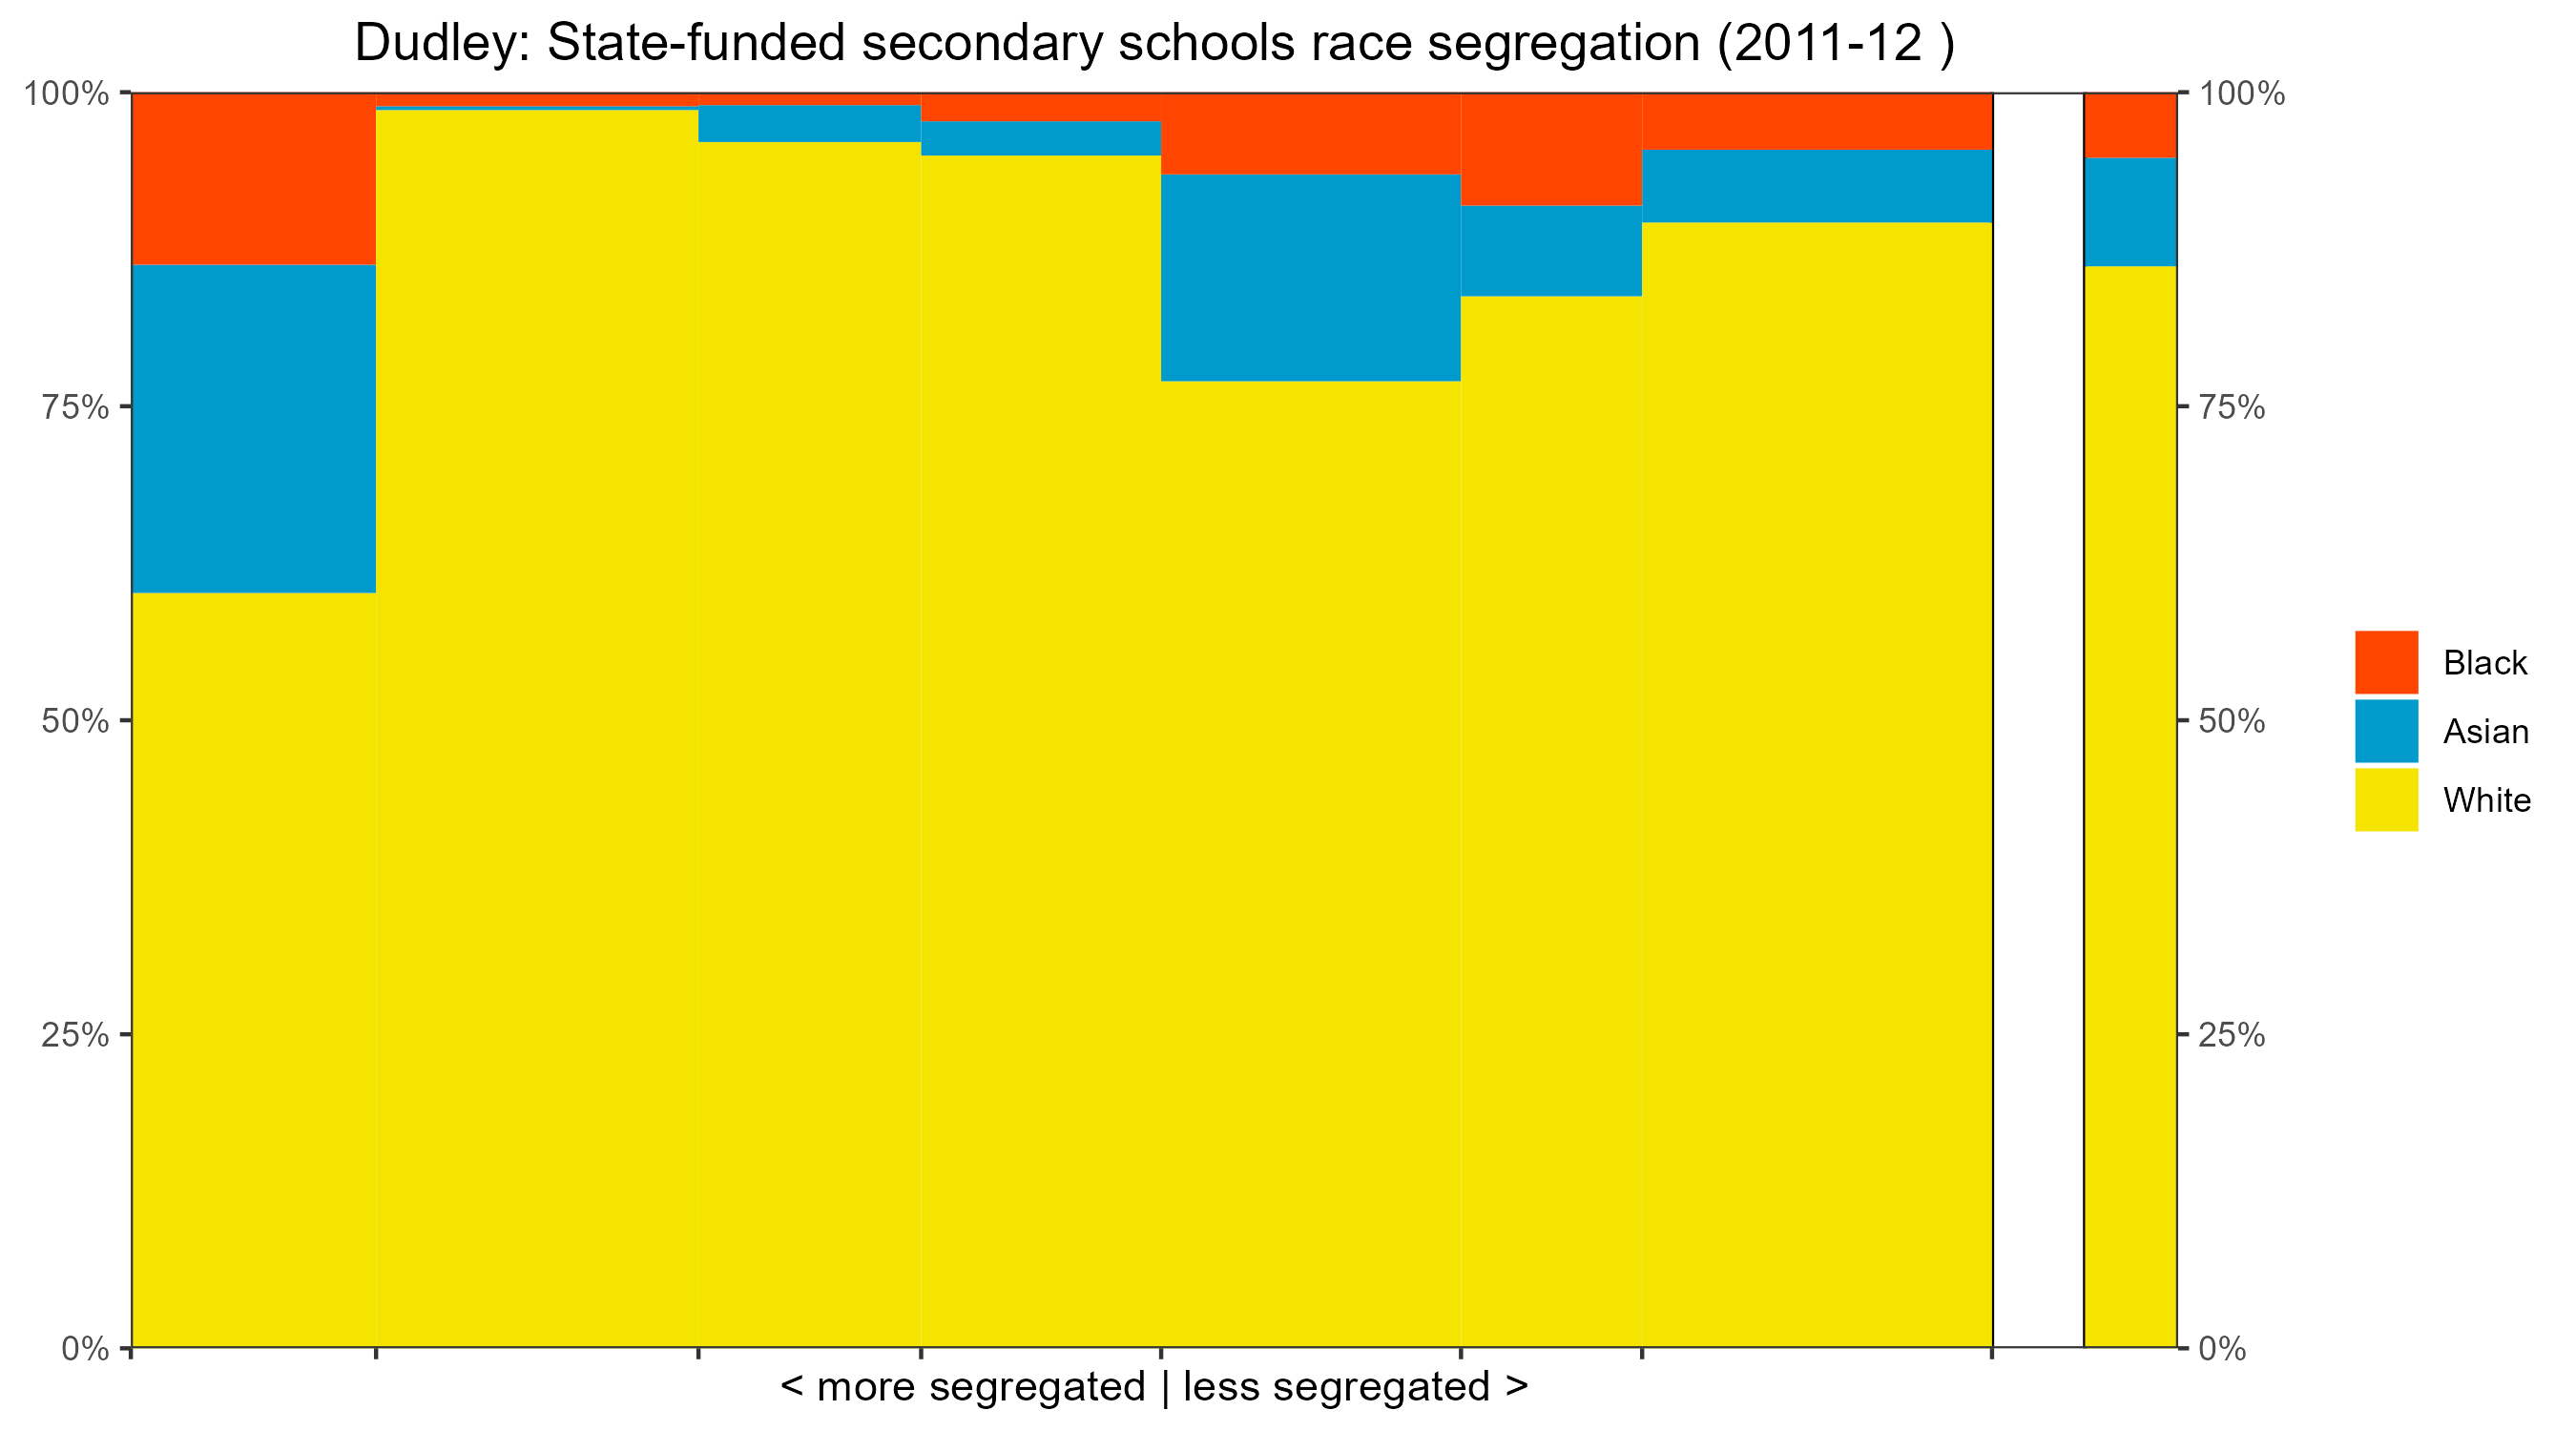 Dudley: State-funded secondary schools race segregation (2011-12 )
100%
100%
75%
75%
50%
50%
25%
25%
0%
0%
Black
Asian
White
< more segregated | less segregated >